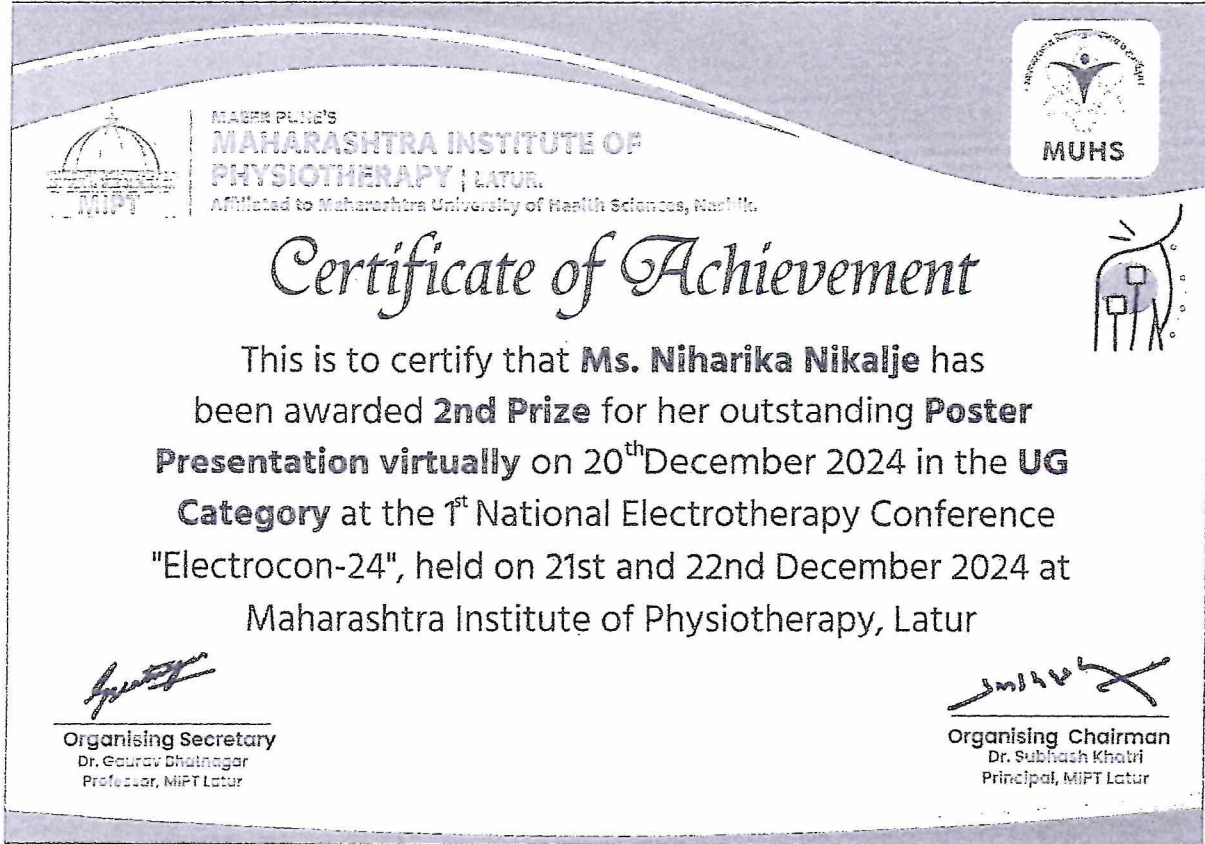 MAEER PUNE'S
MAHARASHTRA INSTITUTE OF
PHYSIOTHERAPY | LATUR.
Affiliated to Maharashtra University of Health Sciences, Nashik.
MIPT
MUHS
Certificate of Achievement
This is to certify that Ms. Niharika Nikalje has
been awarded 2nd Prize for her outstanding Poster
Presentation virtually on 20th December 2024 in the UG
Category at the 1st National Electrotherapy Conference
"Electrocon-24", held on 21st and 22nd December 2024 at
Maharashtra Institute of Physiotherapy, Latur
Organising Secretary
Dr. Gaurav Bhatnagar
Professor, MIPT Latur
Organising Chairman
Dr. Subhash Khatri
Principal, MIPT Latur